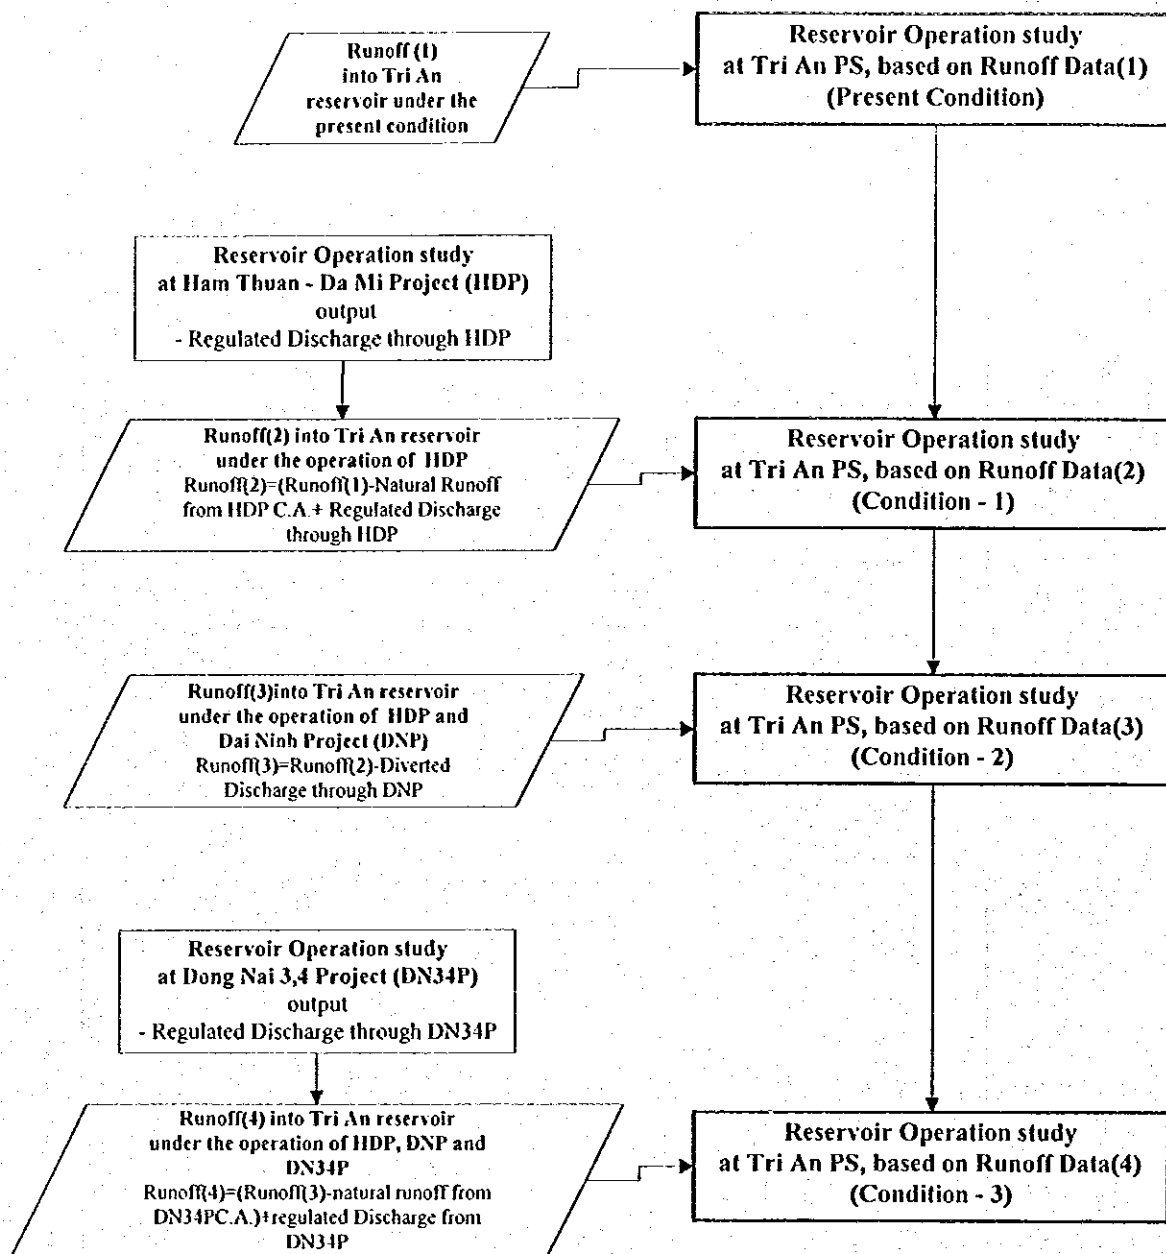 Runoff (1)
into Tri An
reservoir under the
present condition
Reservoir Operation study
at Tri An PS, based on Runoff Data(1)
(Present Condition)
Reservoir Operation study
at Ham Thuan - Da Mi Project (HDP)
output
- Regulated Discharge through HDP
Runoff(2) into Tri An reservoir
under the operation of HDP
Runoff(2)=(Runoff(1)-Natural Runoff
from HDP C.A.+ Regulated Discharge
through HDP
Reservoir Operation study
at Tri An PS, based on Runoff Data(2)
(Condition - 1)
Runoff(3)into Tri An reservoir
under the operation of HDP and
Dai Ninh Project (DNP)
Runoff(3)=Runoff(2)-Diverted
Discharge through DNP
Reservoir Operation study
at Tri An PS, based on Runoff Data(3)
(Condition - 2)
Reservoir Operation study
at Dong Nai 3,4 Project (DN34P)
output
- Regulated Discharge through DN34P
Runoff(4) into Tri An reservoir
under the operation of HDP, DNP and
DN34P
Runoff(4)=(Runoff(3)-natural runoff from
DN34PC.A.)+regulated Discharge from
DN34P
Reservoir Operation study
at Tri An PS, based on Runoff Data(4)
(Condition - 3)